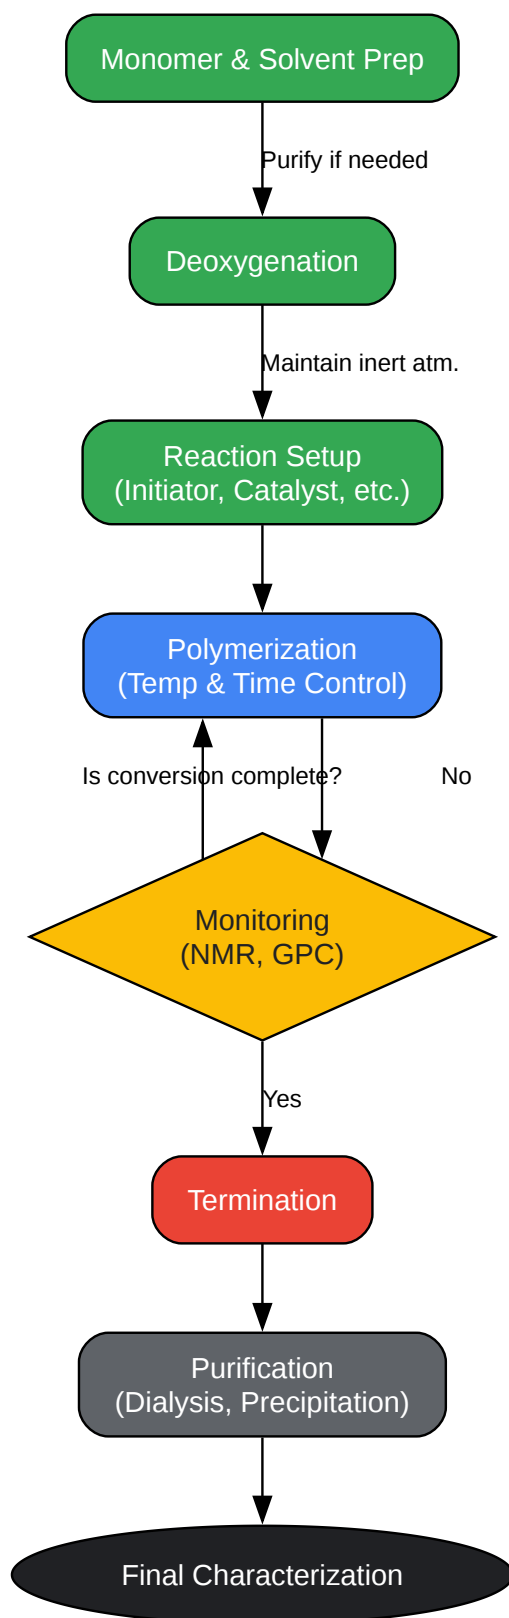 Monomer & Solvent Prep
Purify if needed
Deoxygenation
Maintain inert atm.
Reaction Setup
(Initiator, Catalyst, etc.)
Polymerization
(Temp & Time Control)
Is conversion complete?
No
Monitoring
(NMR, GPC)
Yes
Termination
Purification
(Dialysis, Precipitation)
Final Characterization